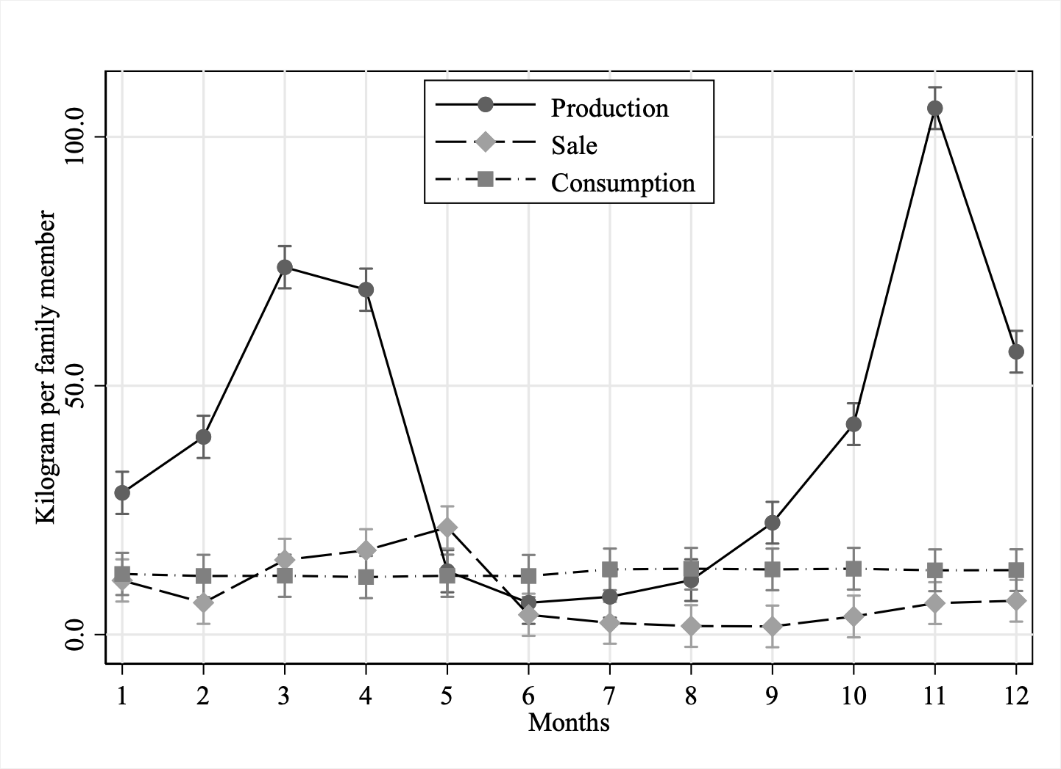 Production
Sale
Consumption
Kilogram per family member
100.0
50.0
0.0
1 2 3 4 5 6 7 8 9 10 11 12
Months